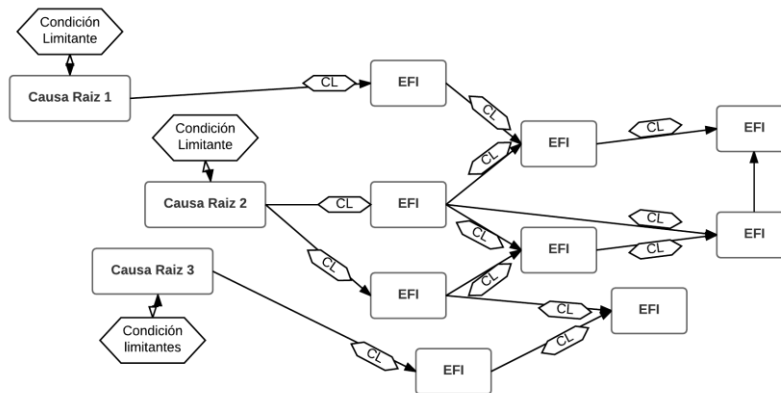 Condición
Limitante
Causa Raiz 1
CL
EFI
CL
Condición
Limitante
EFI
CL
EFI
CL
Causa Raiz 2
CL
EFI
CL
CL
EFI
CL
EFI
CL
Causa Raiz 3
CL
EFI
CL
CL
EFI
Condición
limitantes
CL
EFI
CL